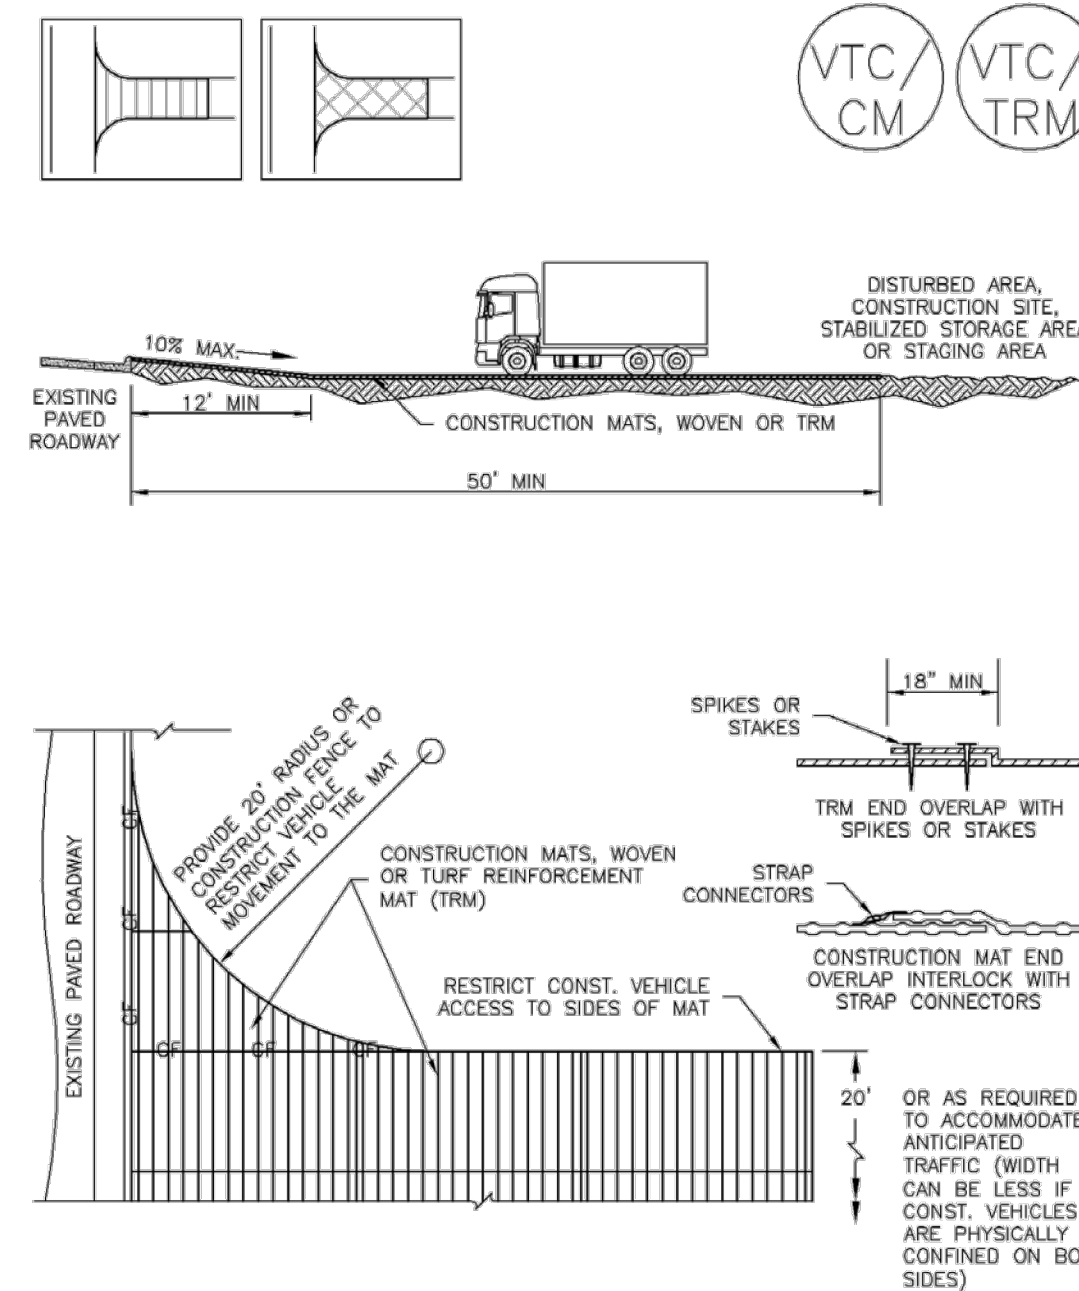 VTC/
CM
VTC/
TRM
DISTURBED AREA,
CONSTRUCTION SITE,
STABILIZED STORAGE AREA
OR STAGING AREA
10% MAX.
EXISTING
PAVED
ROADWAY
12' MIN
CONSTRUCTION MATS, WOVEN OR TRM
50' MIN
18" MIN
SPIKES OR
STAKES
TRM END OVERLAP WITH
SPIKES OR STAKES
PROVIDE 20' RADIUS OR
CONSTRUCTION FENCE TO
RESTRICT VEHICLE
MOVEMENT TO THE MAT
CONSTRUCTION MATS, WOVEN
OR TURF REINFORCEMENT
MAT (TRM)
STRAP
CONNECTORS
CONSTRUCTION MAT END
OVERLAP INTERLOCK WITH
STRAP CONNECTORS
RESTRICT CONST. VEHICLE
ACCESS TO SIDES OF MAT
EXISTING PAVED ROADWAY
CF
CF
CF
CF
CF
CF
20'
OR AS REQUIRED
TO ACCOMMODATE
ANTICIPATED
TRAFFIC (WIDTH
CAN BE LESS IF
CONST. VEHICLES
ARE PHYSICALLY
CONFINED ON BO
SIDES)